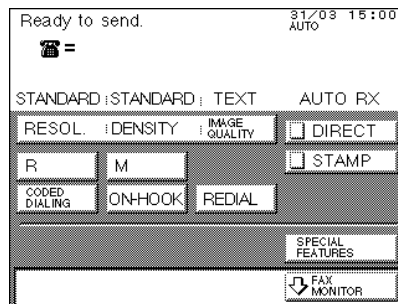 Ready to send. 31/03 15:00
AUTO
=
STANDARD STANDARD TEXT AUTO RX
RESOL. DENSITY IMAGE QUALITY DIRECT
R M STAMP
CODED DIALING ON-HOOK REDIAL
SPECIAL FEATURES
FAX MONITOR